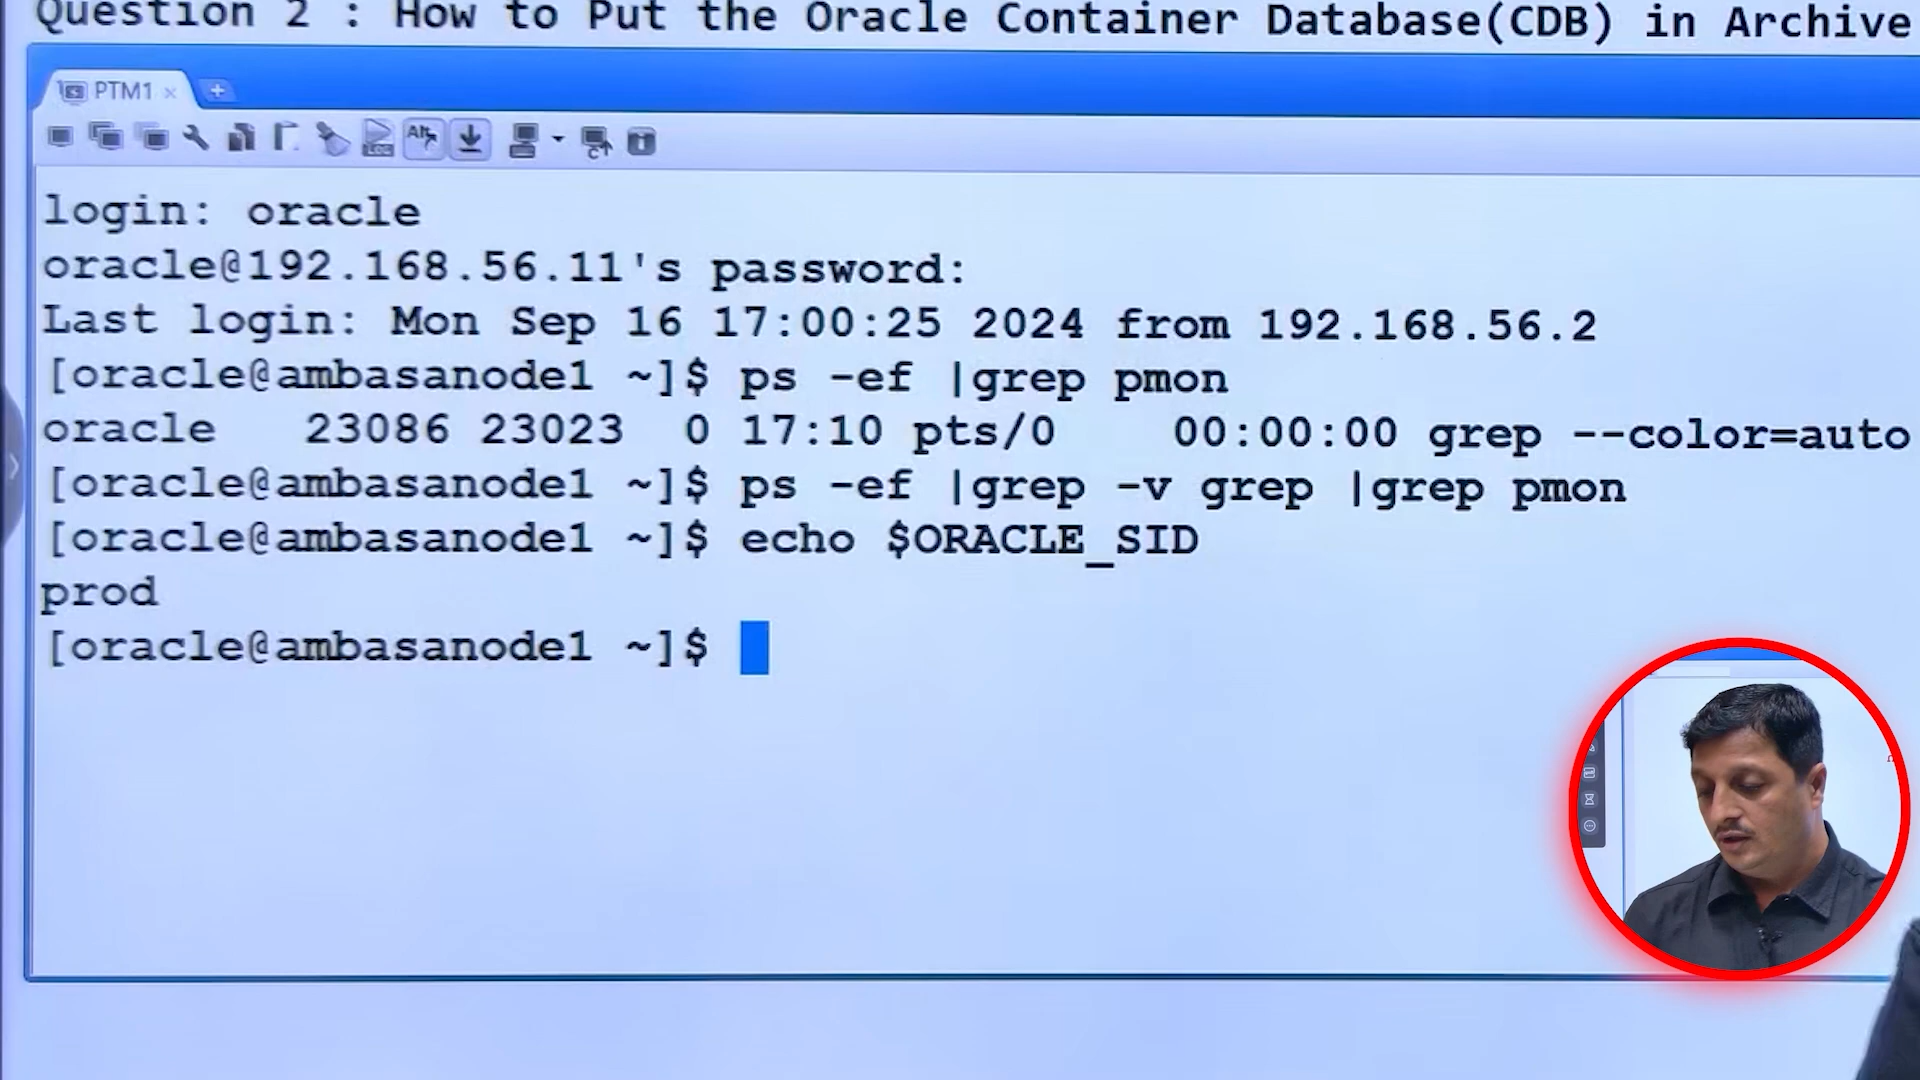 Question 2 : How to Put the Oracle Container Database(CDB) in Archive
PTM1
login: oracle
oracle@192.168.56.11's password:
Last login: Mon Sep 16 17:00:25 2024 from 192.168.56.2
[oracle@ambasanode1 ~]$ ps -ef |grep pmon
oracle 23086 23023 0 17:10 pts/0 00:00:00 grep --color=auto
[oracle@ambasanode1 ~]$ ps -ef |grep -v grep |grep pmon
[oracle@ambasanode1 ~]$ echo $ORACLE_SID
prod
[oracle@ambasanode1 ~]$